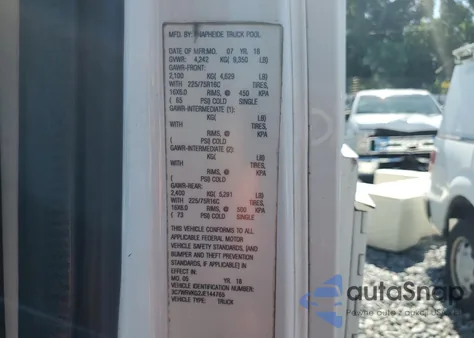 MFG. BY: KNAPHEIDE TRUCK POOL
DATE OF MFR. MO. 07 YR. 18
GVWR: 4,242 KG( 9,350 LB)
GAWR-FRONT:
2,100 KG( 4,629 LB)
WITH 225/75R16C TIRES,
16X6.0 RIMS, @ 450 KPA
( 65 PSI) COLD SINGLE
GAWR-INTERMEDIATE (1):
KG( LB)
WITH TIRES,
RIMS, @ KPA
( PSI) COLD
GAWR-INTERMEDIATE (2):
KG( LB)
WITH TIRES,
RIMS, @ KPA
( PSI) COLD
GAWR-REAR:
2,400 KG( 5,291 LB)
WITH 225/75R16C TIRES,
16X6.0 RIMS, @ 500 KPA
( 73 PSI) COLD SINGLE
THIS VEHICLE CONFORMS TO ALL
APPLICABLE FEDERAL MOTOR
VEHICLE SAFETY STANDARDS, (AND
BUMPER AND THEFT PREVENTION
STANDARDS, IF APPLICABLE) IN
EFFECT IN:
MO. 05 YR. 18
VEHICLE IDENTIFICATION NUMBER:
VEHICLE TYPE: TRUCK
autoSnap
www.AutoSnap.Cars